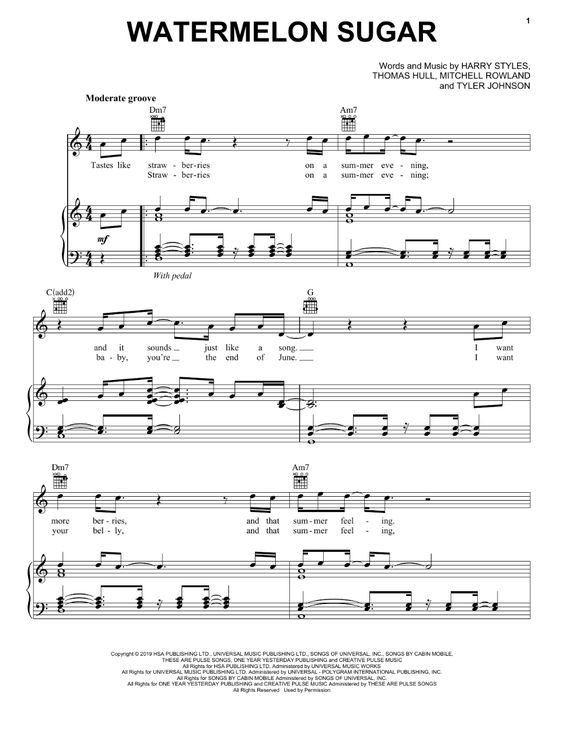 1
WATERMELON SUGAR
Words and Music by HARRY STYLES,
THOMAS HULL, MITCHELL ROWLAND
and TYLER JOHNSON
Moderate groove
Dm7 Am7
Tastes like straw - ber-ries on a sum-mer eve - ning,
Straw - ber-ries on a sum-mer eve - ning;
mf
With pedal
C(add2) G
and it sounds just like a song. I want
ba - by, you're the end of June. I want
Dm7 Am7
more ber - ries, and that sum-mer feel - ing.
your bel - ly, and that sum-mer feel - ing.
Copyright © 2019 HSA PUBLISHING LTD., UNIVERSAL MUSIC PUBLISHING LTD., SONGS OF UNIVERSAL, INC., SONGS BY CABIN MOBILE,
THESE ARE PULSE SONGS, ONE YEAR YESTERDAY PUBLISHING and CREATIVE PULSE MUSIC
All Rights for HSA PUBLISHING LTD. Administered by UNIVERSAL MUSIC WORKS
All Rights for UNIVERSAL MUSIC PUBLISHING LTD. Administered by UNIVERSAL - POLYGRAM INTERNATIONAL PUBLISHING, INC.
All Rights for SONGS BY CABIN MOBILE Administered by SONGS OF UNIVERSAL, INC.
All Rights for ONE YEAR YESTERDAY PUBLISHING and CREATIVE PULSE MUSIC Administered by THESE ARE PULSE SONGS
All Rights Reserved Used by Permission